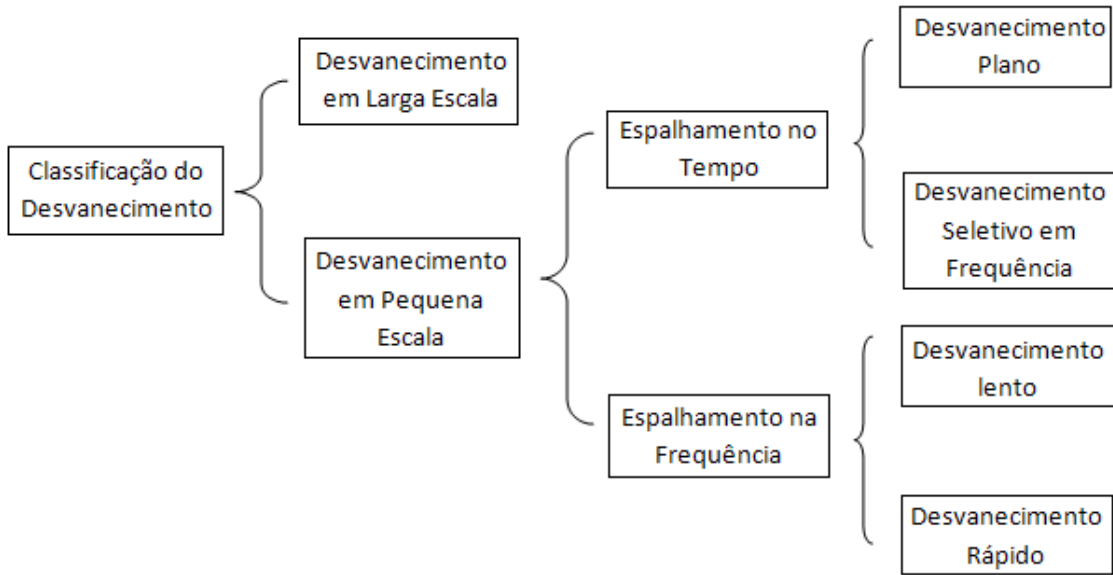 Classificação do
Desvanecimento
Desvanecimento
em Larga Escala
Desvanecimento
em Pequena
Escala
Espalhamento no
Tempo
Espalhamento na
Frequência
Desvanecimento
Plano
Desvanecimento
Seletivo em
Frequência
Desvanecimento
lento
Desvanecimento
Rápido